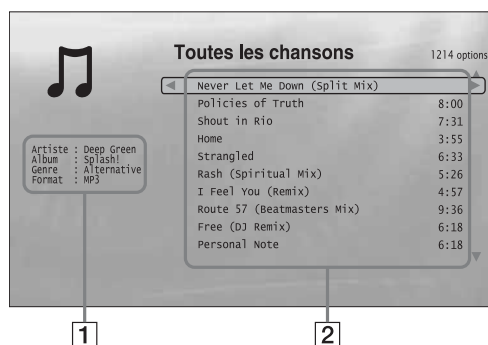 Toutes les chansons
1214 options
Never Let Me Down (Split Mix)
Policies of Truth 8:00
Shout in Rio 7:31
Home 3:55
Strangled 6:33
Rash (Spiritual Mix) 5:26
I Feel You (Remix) 4:57
Route 57 (Beatmasters Mix) 9:36
Free (DJ Remix) 6:18
Personal Note 6:18
Artiste : Deep Green
Album : Splash!
Genre : Alternative
Format : MP3
1
2